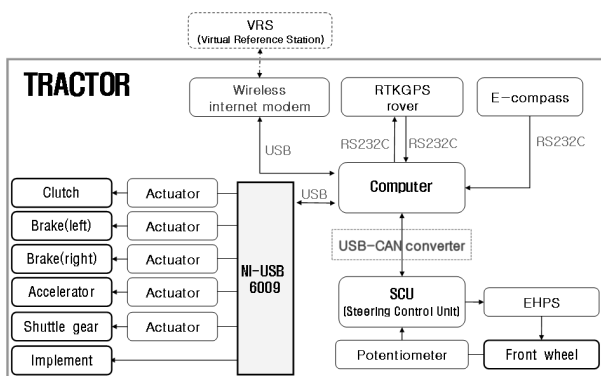 VRS
(Virtual Reference Station)
TRACTOR
Wireless
internet modem
RTKGPS
rover
E-compass
USB
RS232C
RS232C
RS232C
Computer
USB
Clutch
Actuator
Brake(left)
Actuator
Brake(right)
Actuator
Accelerator
Actuator
Shuttle gear
Actuator
Implement
NI-USB
6009
USB-CAN converter
SCU
(Steering Control Unit)
EHPS
Potentiometer
Front wheel